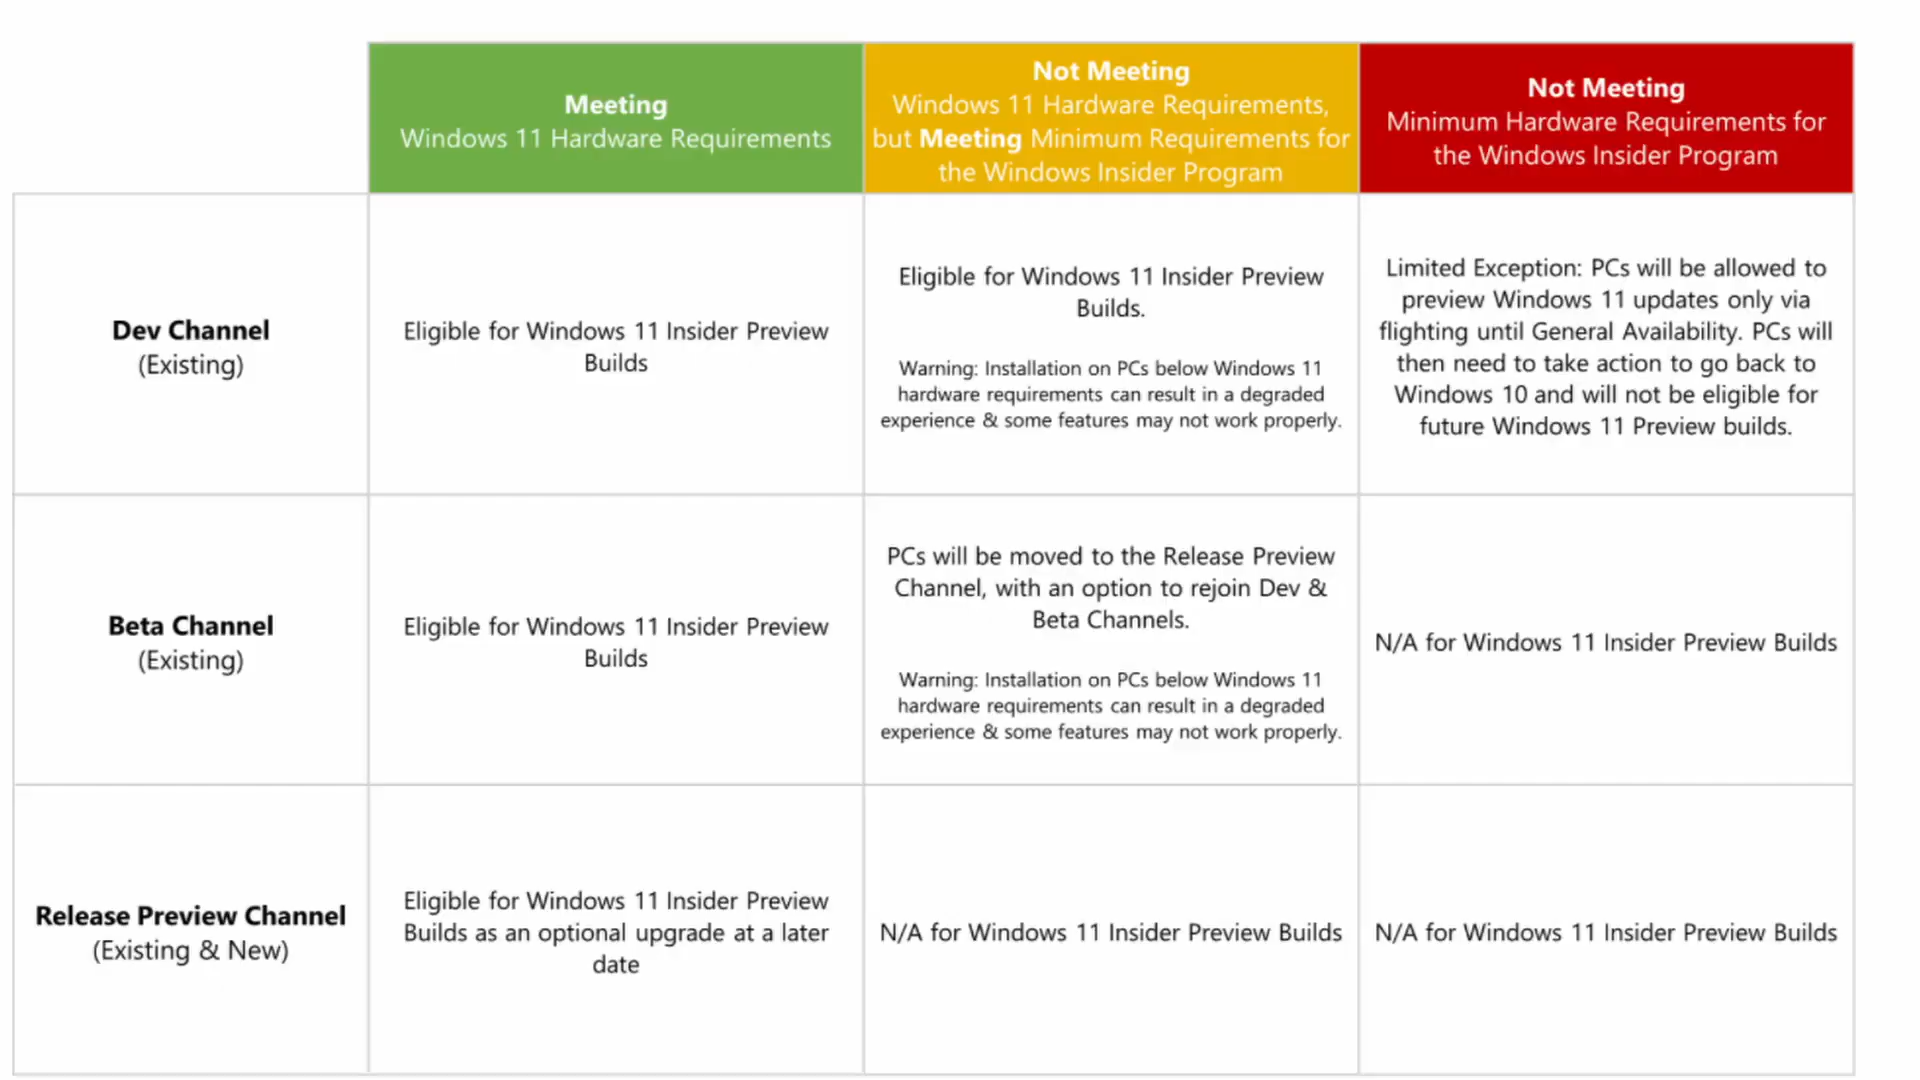 Meeting
Windows 11 Hardware Requirements
Not Meeting
Windows 11 Hardware Requirements,
but Meeting Minimum Requirements for
the Windows Insider Program
Not Meeting
Minimum Hardware Requirements for
the Windows Insider Program
Dev Channel
(Existing)
Eligible for Windows 11 Insider Preview
Builds
Eligible for Windows 11 Insider Preview
Builds.
Warning: Installation on PCs below Windows 11
hardware requirements can result in a degraded
experience & some features may not work properly.
Limited Exception: PCs will be allowed to
preview Windows 11 updates only via
flighting until General Availability. PCs will
then need to take action to go back to
Windows 10 and will not be eligible for
future Windows 11 Preview builds.
Beta Channel
(Existing)
Eligible for Windows 11 Insider Preview
Builds
PCs will be moved to the Release Preview
Channel, with an option to rejoin Dev &
Beta Channels.
Warning: Installation on PCs below Windows 11
hardware requirements can result in a degraded
experience & some features may not work properly.
N/A for Windows 11 Insider Preview Builds
Release Preview Channel
(Existing & New)
Eligible for Windows 11 Insider Preview
Builds as an optional upgrade at a later
date
N/A for Windows 11 Insider Preview Builds
N/A for Windows 11 Insider Preview Builds